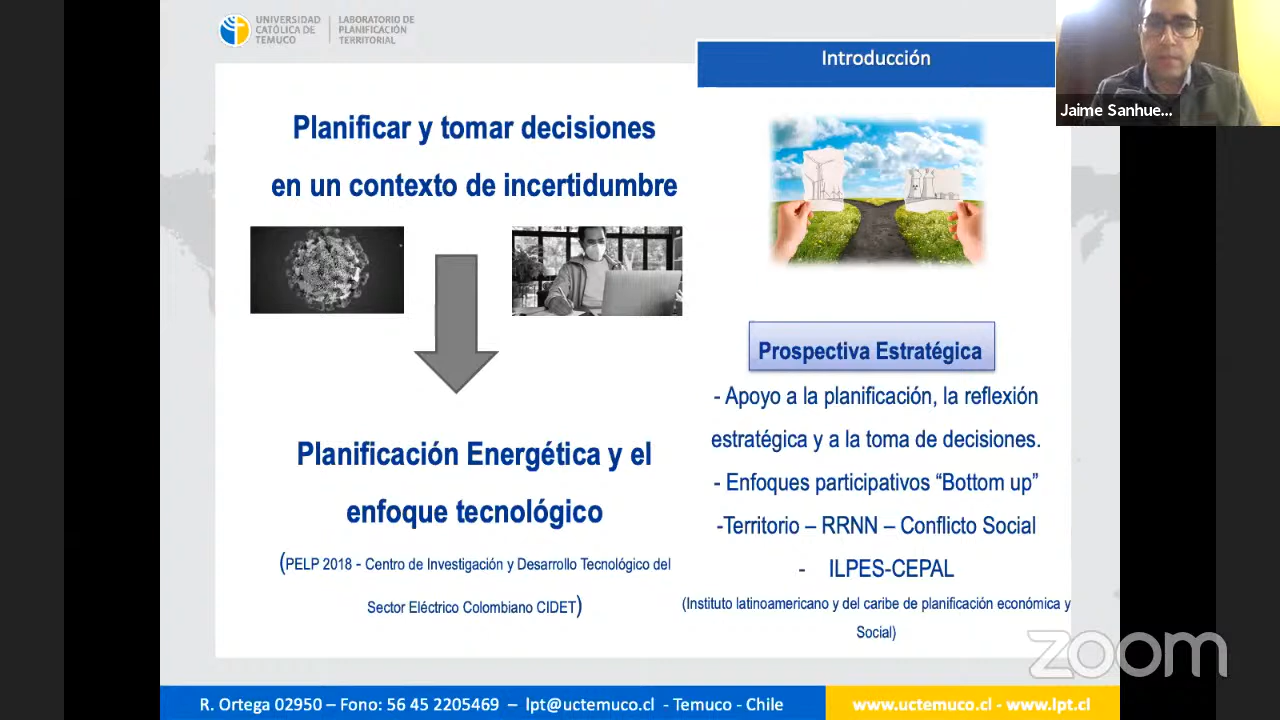 UNIVERSIDAD
CATÓLICA DE
TEMUCO
LABORATORIO DE
PLANIFICACIÓN
TERRITORIAL
Introducción
Jaime Sanhue...
Planificar y tomar decisiones
en un contexto de incertidumbre
Planificación Energética y el
enfoque tecnológico
(PELP 2018 - Centro de Investigación y Desarrollo Tecnológico del
Sector Eléctrico Colombiano CIDET)
Prospectiva Estratégica
- Apoyo a la planificación, la reflexión
estratégica y a la toma de decisiones.
- Enfoques participativos “Bottom up”
-Territorio – RRNN – Conflicto Social
- ILPES-CEPAL
(Instituto latinoamericano y del caribe de planificación económica y
Social)
zoom
R. Ortega 02950 – Fono: 56 45 2205469 – lpt@uctemuco.cl - Temuco - Chile
www.uctemuco.cl - www.lpt.cl